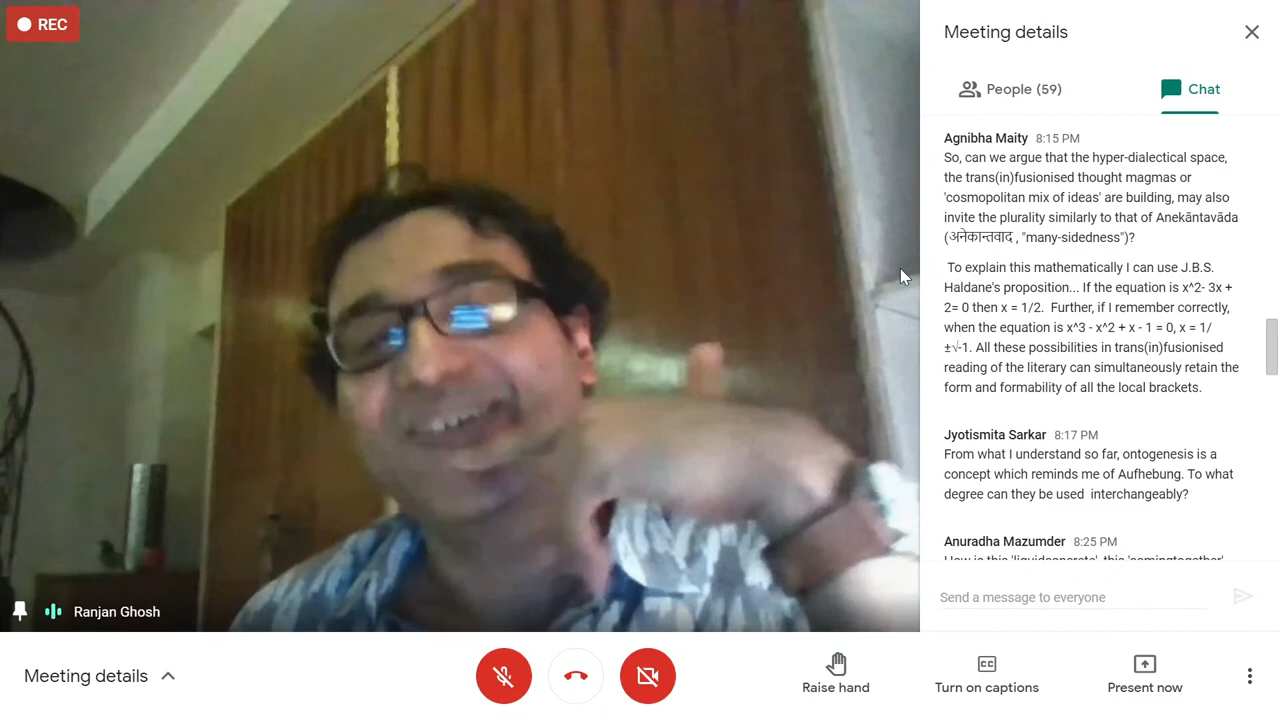 REC
Ranjan Ghosh
Meeting details
People (59)
Chat
Agnibha Maity 8:15 PM
So, can we argue that the hyper-dialectical space,
the trans(in)fusionised thought magmas or
'cosmopolitan mix of ideas' are building, may also
invite the plurality similarly to that of Anekāntavāda
(अनेकान्तवाद , "many-sidedness")?
To explain this mathematically I can use J.B.S.
Haldane's proposition... If the equation is x^2- 3x +
2= 0 then x = 1/2. Further, if I remember correctly,
when the equation is x^3 - x^2 + x - 1 = 0, x = 1/
±√-1. All these possibilities in trans(in)fusionised
reading of the literary can simultaneously retain the
form and formability of all the local brackets.
Jyotismita Sarkar 8:17 PM
From what I understand so far, ontogenesis is a
concept which reminds me of Aufhebung. To what
degree can they be used interchangeably?
Anuradha Mazumder 8:25 PM
How is this 'liquidconcrete', this 'comingtogether'
Send a message to everyone
Meeting details
Raise hand
CC
Turn on captions
Present now